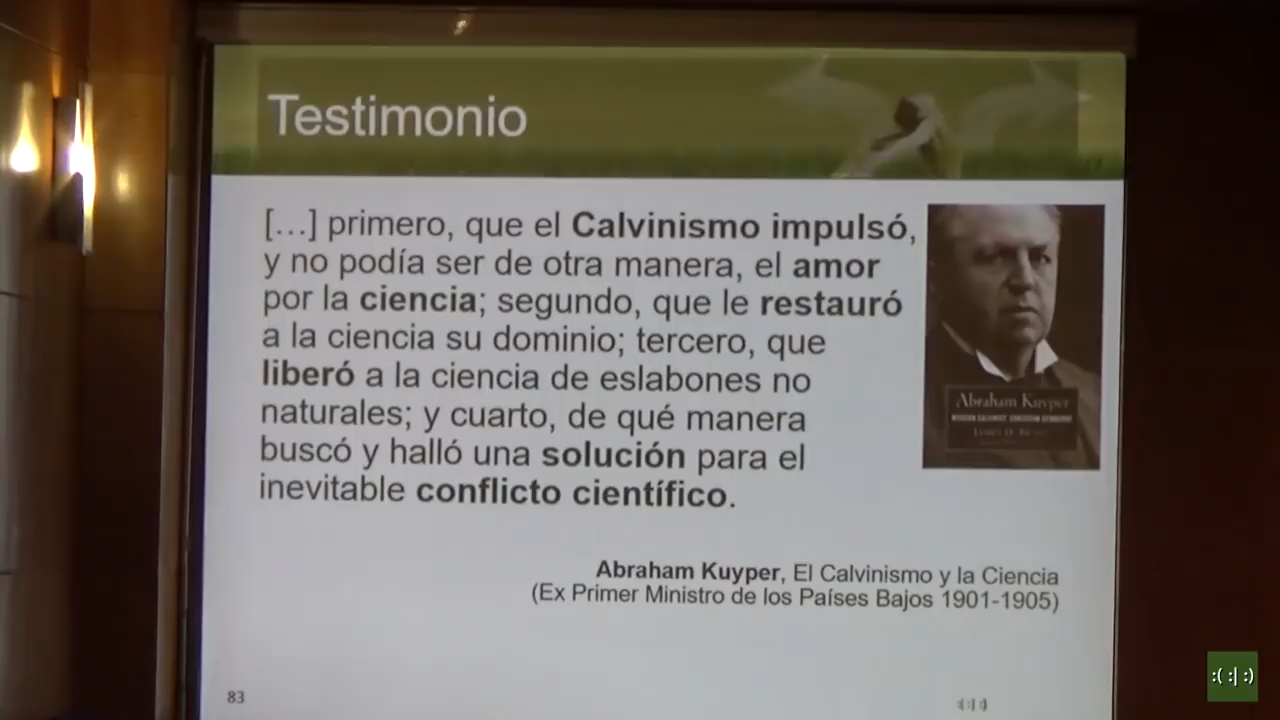 Testimonio
[…] primero, que el Calvinismo impulsó,
y no podía ser de otra manera, el amor
por la ciencia; segundo, que le restauró
a la ciencia su dominio; tercero, que
liberó a la ciencia de eslabones no
naturales; y cuarto, de qué manera
buscó y halló una solución para el
inevitable conflicto científico.
Abraham Kuyper
Abraham Kuyper, El Calvinismo y la Ciencia
(Ex Primer Ministro de los Países Bajos 1901-1905)
83
:( :| :)